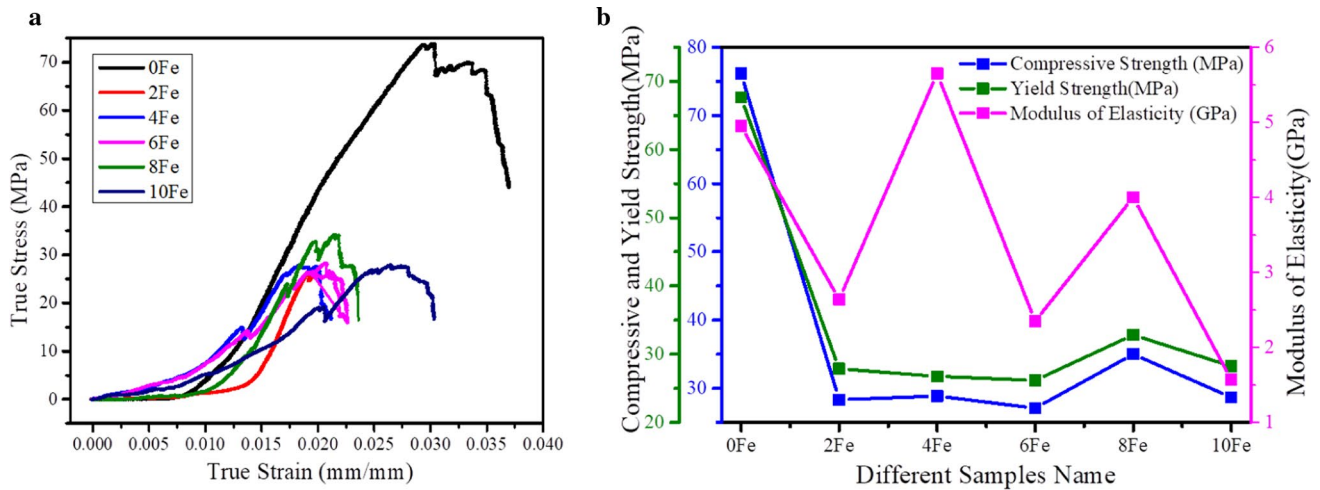 a
True Stress (MPa)
70
60
50
40
30
20
10
0
0Fe
2Fe
4Fe
6Fe
8Fe
10Fe
0.000 0.005 0.010 0.015 0.020 0.025 0.030 0.035 0.040
True Strain (mm/mm)
b
Compressive and Yield Strength(MPa)
70
60
50
40
30
20
80
70
60
50
40
30
Compressive Strength (MPa)
Yield Strength(MPa)
Modulus of Elasticity (GPa)
6
5
4
3
2
1
Modulus of Elasticity(GPa)
0Fe 2Fe 4Fe 6Fe 8Fe 10Fe
Different Samples Name